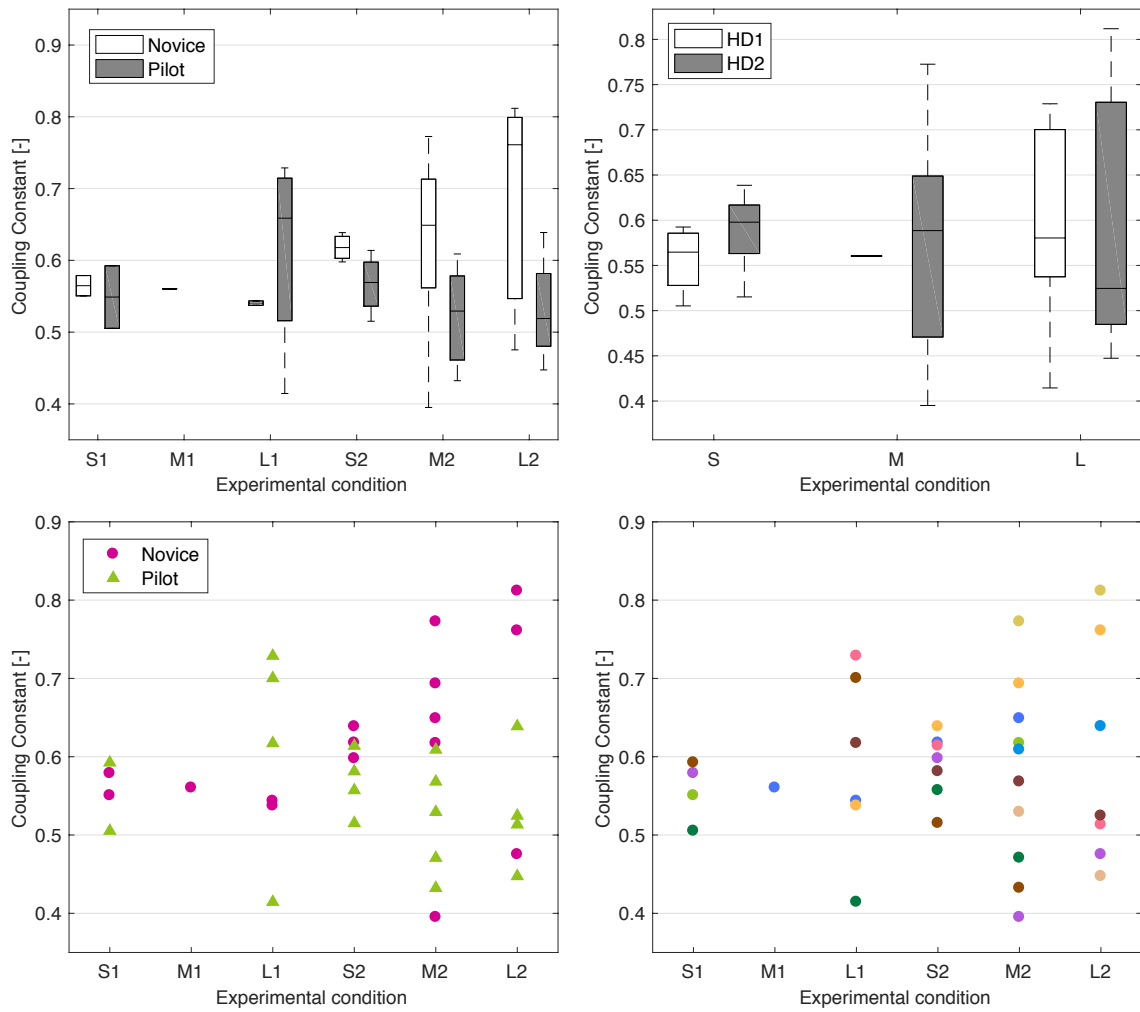 0.9
0.8
0.7
0.6
0.5
0.4
Coupling Constant [-]
Novice
Pilot
S1 M1 L1 S2 M2 L2
Experimental condition
0.8
0.75
0.7
0.65
0.6
0.55
0.5
0.45
0.4
Coupling Constant [-]
HD1
HD2
S M L
Experimental condition
0.9
0.8
0.7
0.6
0.5
0.4
Coupling Constant [-]
Novice
Pilot
S1 M1 L1 S2 M2 L2
Experimental condition
0.9
0.8
0.7
0.6
0.5
0.4
Coupling Constant [-]
S1 M1 L1 S2 M2 L2
Experimental condition